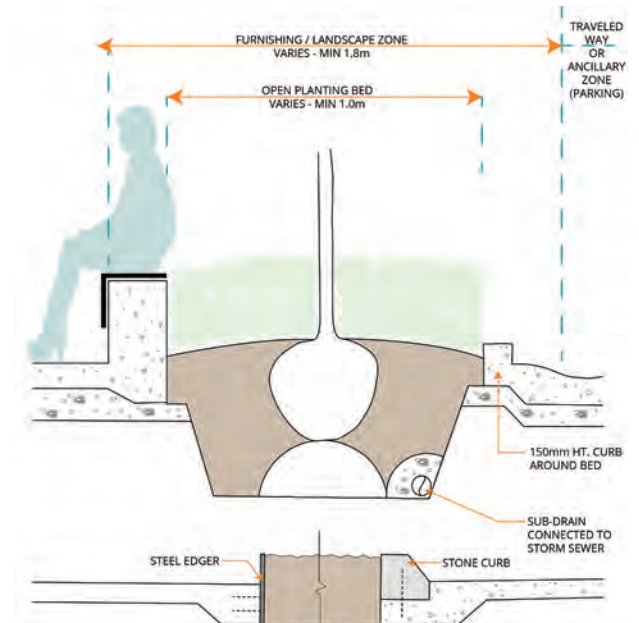 FURNISHING / LANDSCAPE ZONE
VARIES - MIN 1.8m
TRAVELED
WAY
OR
ANCILLARY
ZONE
(PARKING)
OPEN PLANTING BED
VARIES - MIN 1.0m
150mm HT. CURB
AROUND BED
SUB-DRAIN
CONNECTED TO
STORM SEWER
STEEL EDGER
STONE CURB